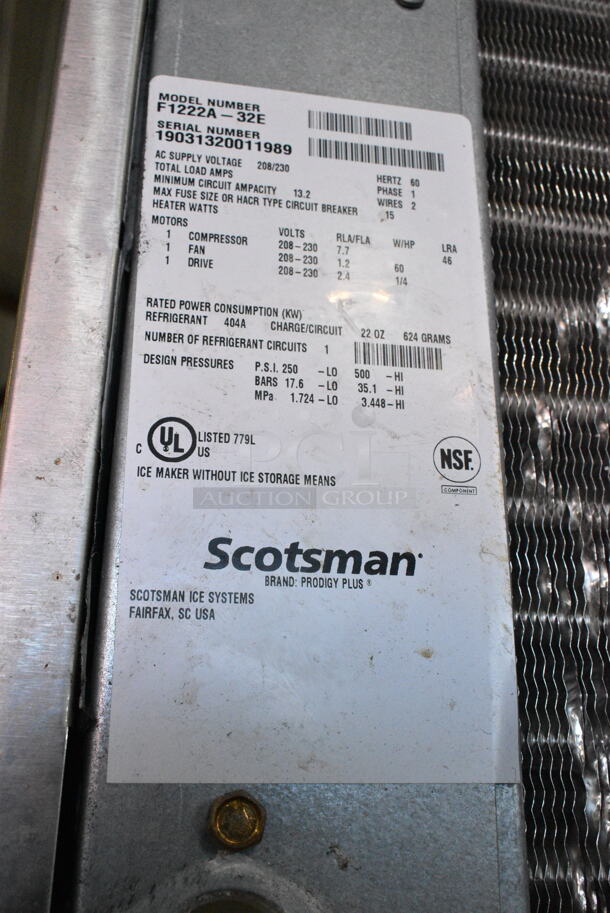 MODEL NUMBER
F1222A-32E
SERIAL NUMBER
19031320011989
AC SUPPLY VOLTAGE 208/230 HERTZ 60
TOTAL LOAD AMPS PHASE 1
MINIMUM CIRCUIT AMPACITY 13.2 WIRES 2
MAX FUSE SIZE OR HACR TYPE CIRCUIT BREAKER 15
HEATER WATTS
MOTORS VOLTS RLA/FLA W/HP LRA
1 COMPRESSOR 208-230 7.7 46
1 FAN 208-230 1.2 60
1 DRIVE 208-230 2.4 1/4
RATED POWER CONSUMPTION (KW)
REFRIGERANT 404A CHARGE/CIRCUIT 22 OZ 624 GRAMS
NUMBER OF REFRIGERANT CIRCUITS 1
DESIGN PRESSURES P.S.I. 250 -LO 500 -HI
BARS 17.6 -LO 35.1 -HI
MPa 1.724 -LO 3.448-HI
C UL US LISTED 779L
NSF.
COMPONENT
ICE MAKER WITHOUT ICE STORAGE MEANS
PCI
AUCTION GROUP
Scotsman
BRAND: PRODIGY PLUS ®
SCOTSMAN ICE SYSTEMS
FAIRFAX, SC USA